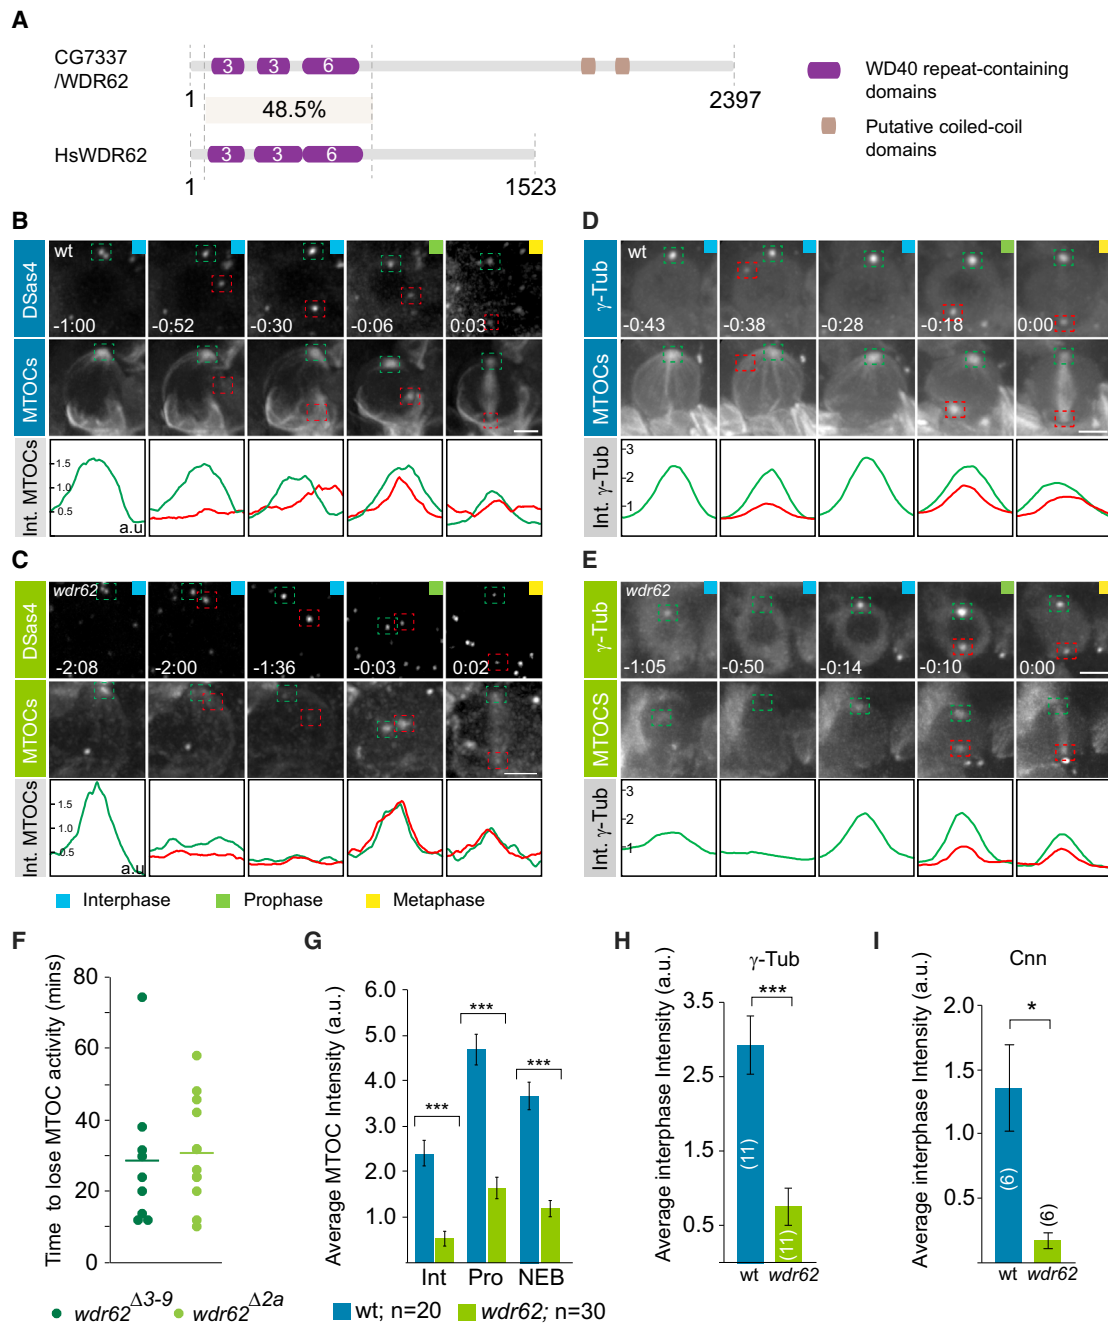 A
CG7337
/WDR62
3 3 6
1
2397
48.5%
HsWDR62
3 3 6
1
1523
WD40 repeat-containing
domains
Putative coiled-coil
domains
B
DSas4
wt
-1:00 -0:52 -0:30 -0:06 0:03
MTOCs
Int. MTOCs
1.5
0.5
a.u
C
DSas4
wdr62
-2:08 -2:00 -1:36 -0:03 0:02
MTOCs
Int. MTOCs
1.5
1.0
0.5
a.u
D
γ-Tub
wt
-0:43 -0:38 -0:28 -0:18 0:00
MTOCs
Int. γ-Tub
3
2
1
E
γ-Tub
wdr62
-1:05 -0:50 -0:14 -0:10 0:00
MTOCS
Int. γ-Tub
3
2
1
Interphase Prophase Metaphase
F
Time to lose MTOC activity (mins)
80
60
40
20
0
wdr62Δ3-9 wdr62Δ2a
G
Average MTOC Intensity (a.u.)
6.0
5.0
4.0
3.0
2.0
1.0
***
***
***
Int Pro NEB
wt; n=20 wdr62; n=30
H
γ-Tub
Average interphase Intensity (a.u.)
3.5
2.5
1.5
0.5
***
(11)
(11)
wt wdr62
I
Cnn
Average interphase Intensity (a.u.)
2.0
1.5
1.0
0.5
*
(6)
(6)
wt wdr62